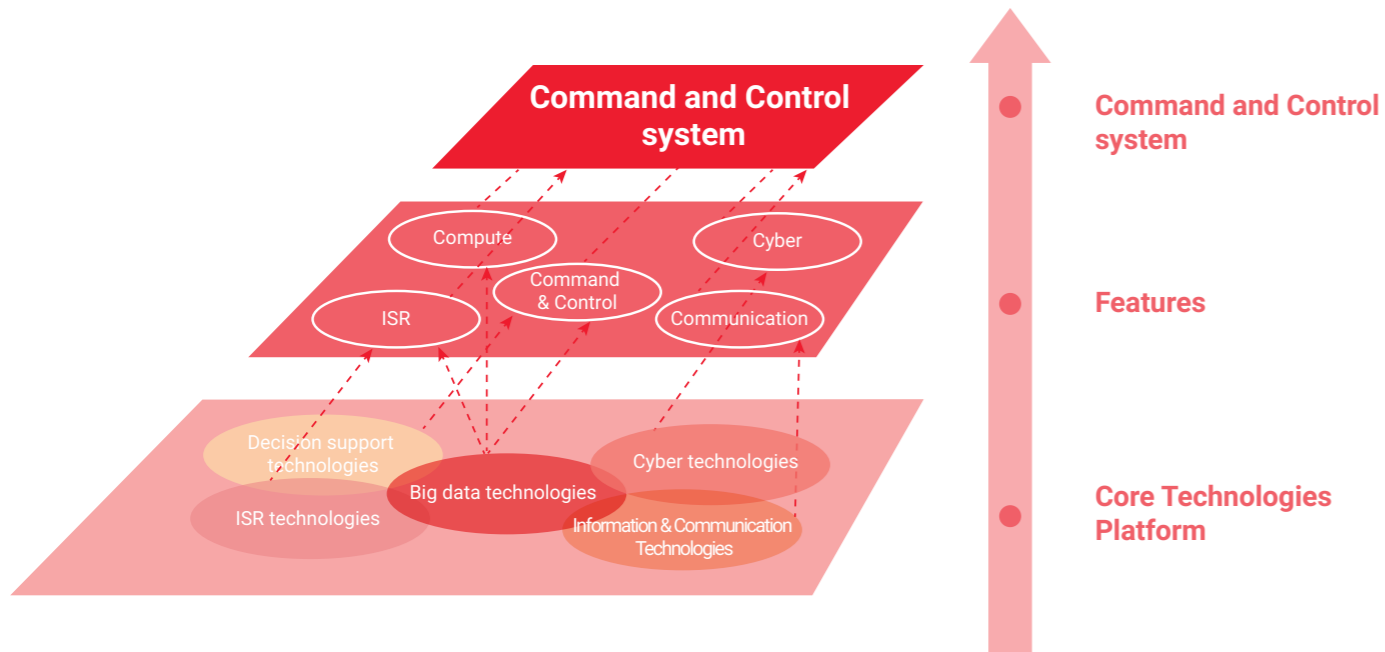 Command and Control
system
Compute
Cyber
Command
& Control
ISR
Communication
Decision support
technologies
Cyber technologies
Big data technologies
ISR technologies
Information & Communication
Technologies
Command and Control
system
Features
Core Technologies
Platform